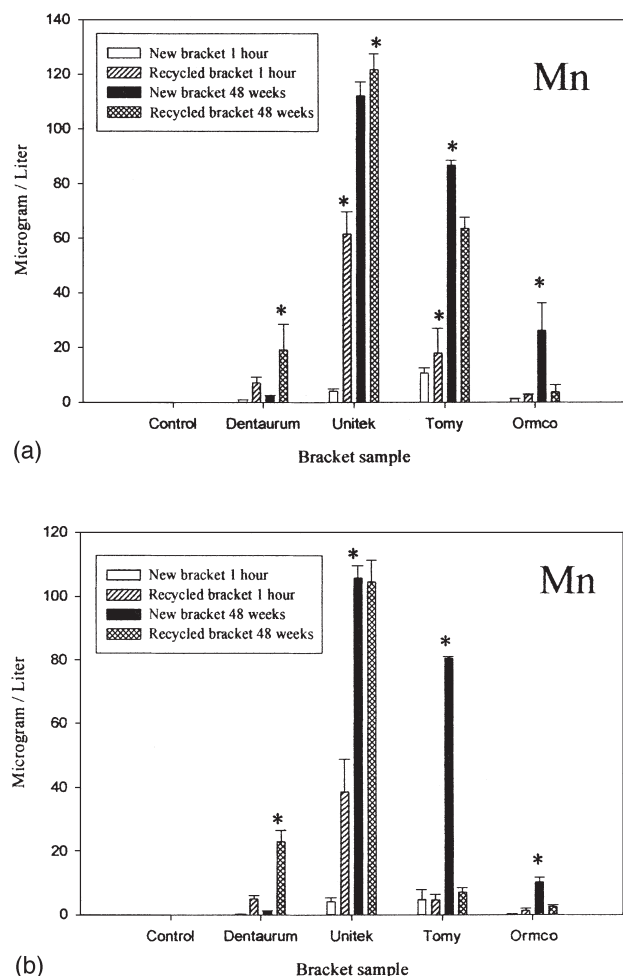 140
120
100
80
60
40
20
0
Microgram / Liter
New bracket 1 hour
Recycled bracket 1 hour
New bracket 48 weeks
Recycled bracket 48 weeks
Mn
*
*
*
*
*
*
Control Dentaurum Unitek Tomy Ormco
Bracket sample
(a)
120
100
80
60
40
20
0
Microgram / Liter
New bracket 1 hour
Recycled bracket 1 hour
New bracket 48 weeks
Recycled bracket 48 weeks
Mn
*
*
*
*
Control Dentaurum Unitek Tomy Ormco
Bracket sample
(b)